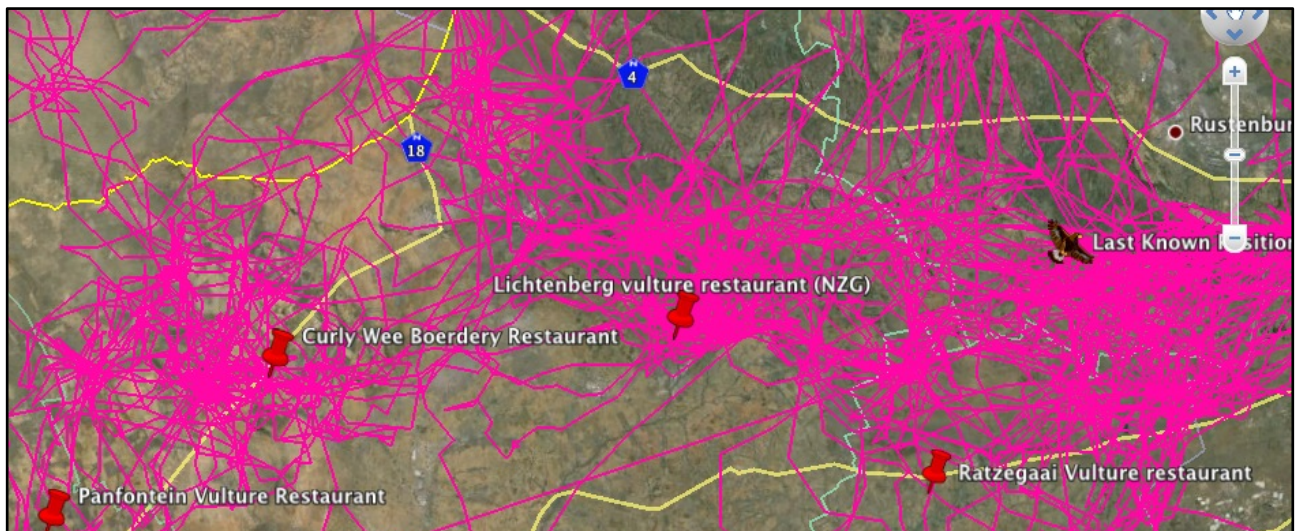 N
4
Rustenbur
N
18
Last Known Position
Lichtenberg vulture restaurant (NZG)
Curly Wee Boerdery Restaurant
Ratzegaai Vulture restaurant
Panfontein Vulture Restaurant